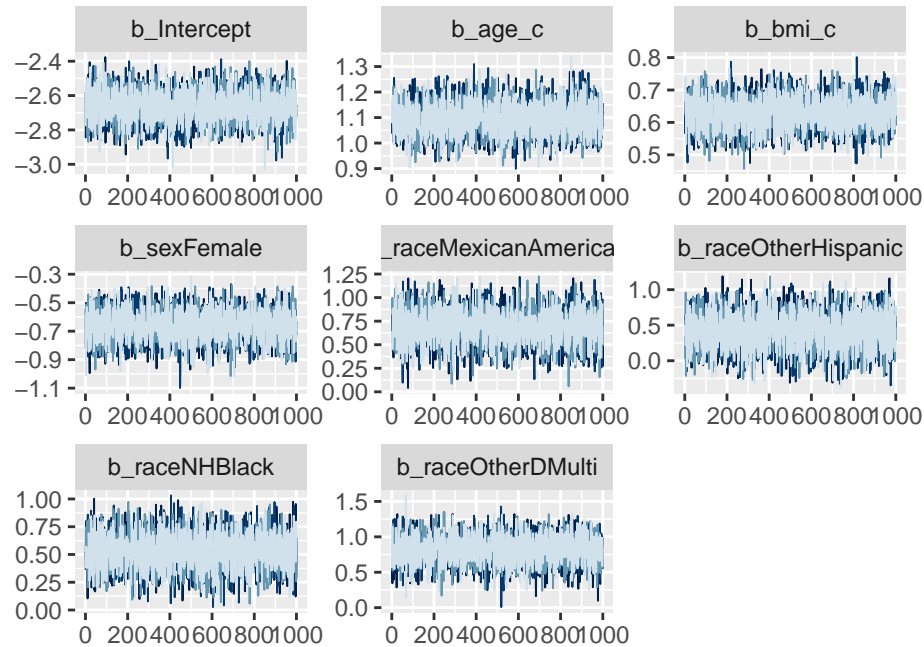 b_Intercept b_age_c b_bmi_c
−2.4 −2.6 −2.8 −3.0
0 200 400 600 800 1000
1.3 1.2 1.1 1.0 0.9
0 200 400 600 800 1000
0.8 0.7 0.6 0.5
0 200 400 600 800 1000
b_sexFemale _raceMexicanAmerica b_raceOtherHispanic
−0.3 −0.5 −0.7 −0.9 −1.1
0 200 400 600 800 1000
1.25 1.00 0.75 0.50 0.25 0.00
0 200 400 600 800 1000
1.0 0.5 0.0
0 200 400 600 800 1000
b_raceNHBlack b_raceOtherDMulti
1.00 0.75 0.50 0.25 0.00
0 200 400 600 800 1000
1.5 1.0 0.5 0.0
0 200 400 600 800 1000